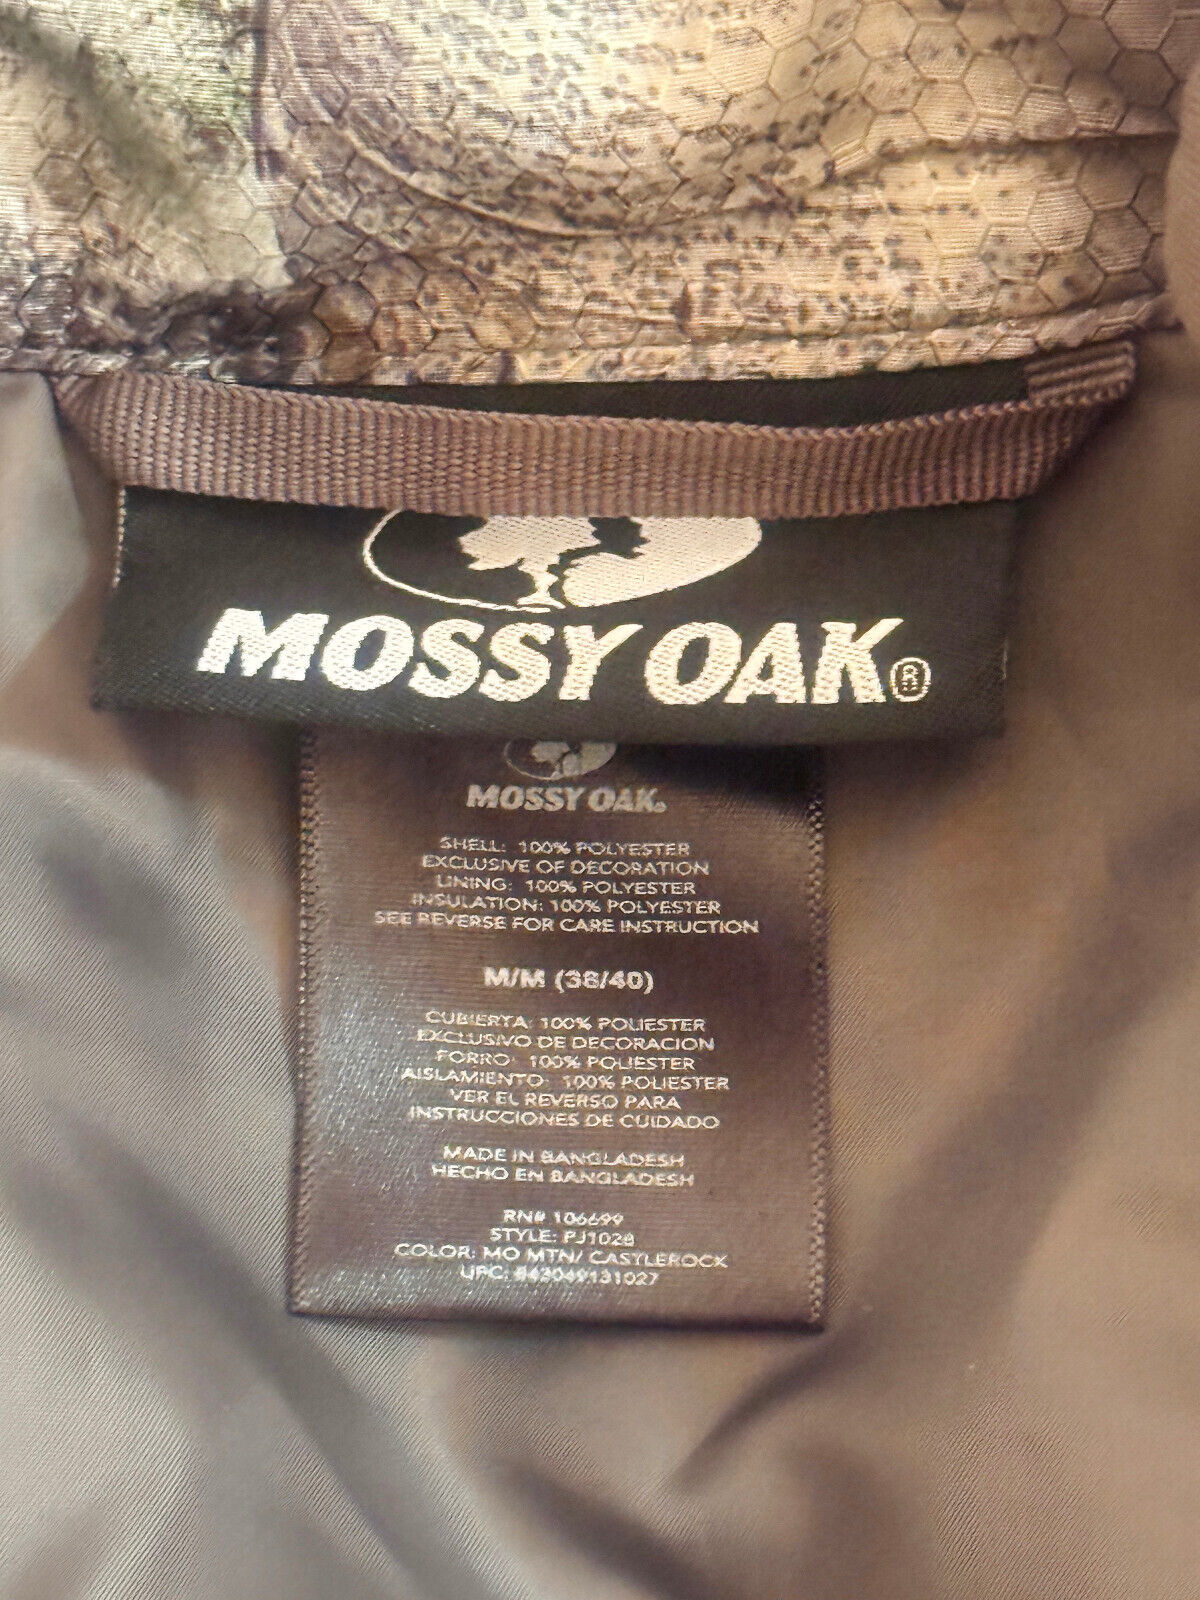 MOSSY OAK®
MOSSY OAK®
SHELL: 100% POLYESTER
EXCLUSIVE OF DECORATION
LINING: 100% POLYESTER
INSULATION: 100% POLYESTER
SEE REVERSE FOR CARE INSTRUCTION
M/M (38/40)
CUBIERTA: 100% POLIESTER
EXCLUSIVO DE DECORACION
FORRO: 100% POLIESTER
AISLAMIENTO: 100% POLIESTER
VER EL REVERSO PARA
INSTRUCCIONES DE CUIDADO
MADE IN BANGLADESH
HECHO EN BANGLADESH
RN# 106699
STYLE: PJ1028
COLOR: MO MTN/ CASTLEROCK
UPC: 843049131027